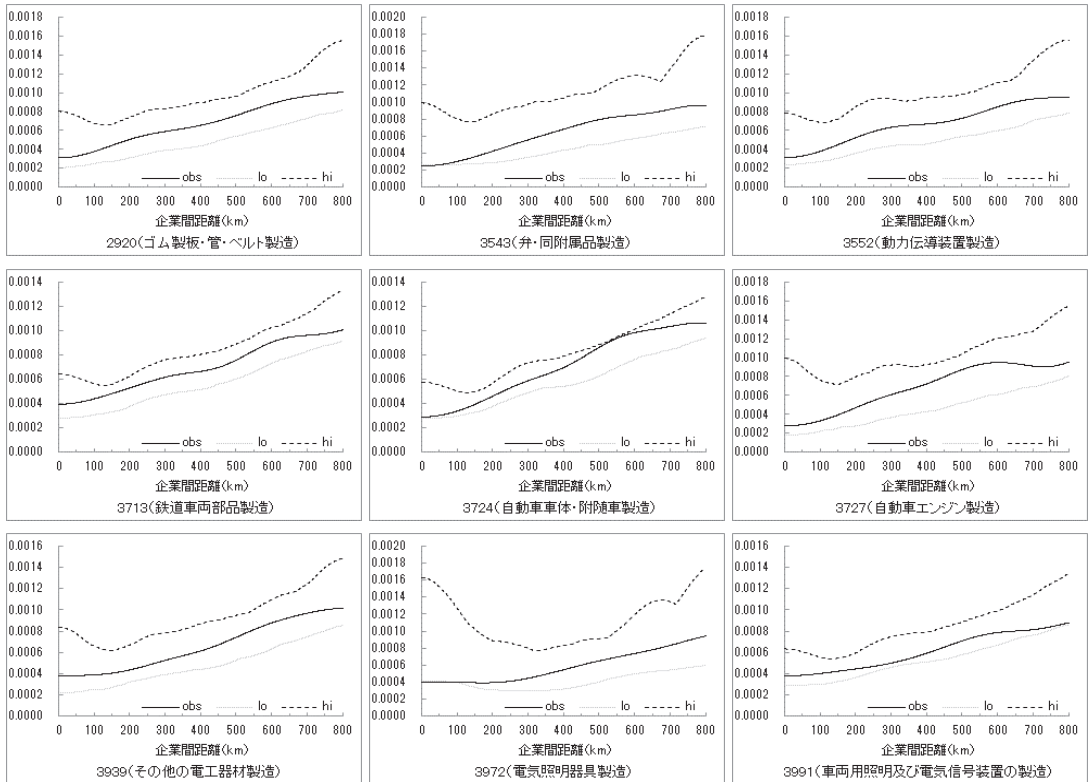 0.0018
0.0016
0.0014
0.0012
0.0010
0.0008
0.0006
0.0004
0.0002
0.0000
obs lo hi
0 100 200 300 400 500 600 700 800
企業間距離(km)
2920(ゴム製板・管・ベルト製造)
0.0020
0.0018
0.0016
0.0014
0.0012
0.0010
0.0008
0.0006
0.0004
0.0002
0.0000
obs lo hi
0 100 200 300 400 500 600 700 800
企業間距離(km)
3543(弁・同附属品製造)
0.0018
0.0016
0.0014
0.0012
0.0010
0.0008
0.0006
0.0004
0.0002
0.0000
obs lo hi
0 100 200 300 400 500 600 700 800
企業間距離(km)
3552(動力伝導装置製造)
0.0014
0.0012
0.0010
0.0008
0.0006
0.0004
0.0002
0.0000
obs lo hi
0 100 200 300 400 500 600 700 800
企業間距離(km)
3713(鉄道車両部品製造)
0.0014
0.0012
0.0010
0.0008
0.0006
0.0004
0.0002
0.0000
obs lo hi
0 100 200 300 400 500 600 700 800
企業間距離(km)
3724(自動車車体・附随車製造)
0.0018
0.0016
0.0014
0.0012
0.0010
0.0008
0.0006
0.0004
0.0002
0.0000
obs lo hi
0 100 200 300 400 500 600 700 800
企業間距離(km)
3727(自動車エンジン製造)
0.0016
0.0014
0.0012
0.0010
0.0008
0.0006
0.0004
0.0002
0.0000
obs lo hi
0 100 200 300 400 500 600 700 800
企業間距離(km)
3939(その他の電工器材製造)
0.0020
0.0018
0.0016
0.0014
0.0012
0.0010
0.0008
0.0006
0.0004
0.0002
0.0000
obs lo hi
0 100 200 300 400 500 600 700 800
企業間距離(km)
3972(電気照明器具製造)
0.0016
0.0014
0.0012
0.0010
0.0008
0.0006
0.0004
0.0002
0.0000
obs lo hi
0 100 200 300 400 500 600 700 800
企業間距離(km)
3991(車両用照明及び電気信号装置の製造)